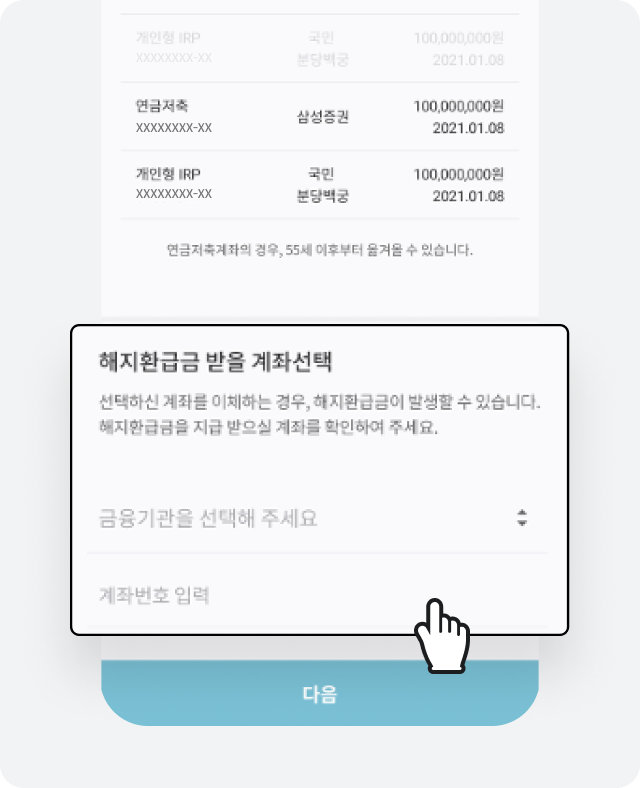 개인형 IRP 국민 100,000,000원
XXXXXXXX-XX 분당백궁 2021.01.08
연금저축 삼성증권 100,000,000원
XXXXXXXX-XX 2021.01.08
개인형 IRP 국민 100,000,000원
XXXXXXXX-XX 분당백궁 2021.01.08
연금저축계좌의 경우, 55세 이후부터 옮겨올 수 있습니다.
해지환급금 받을 계좌선택
선택하신 계좌를 이체하는 경우, 해지환급금이 발생할 수 있습니다.
해지환급금을 지급 받으실 계좌를 확인하여 주세요.
금융기관을 선택해 주세요
계좌번호 입력
다음